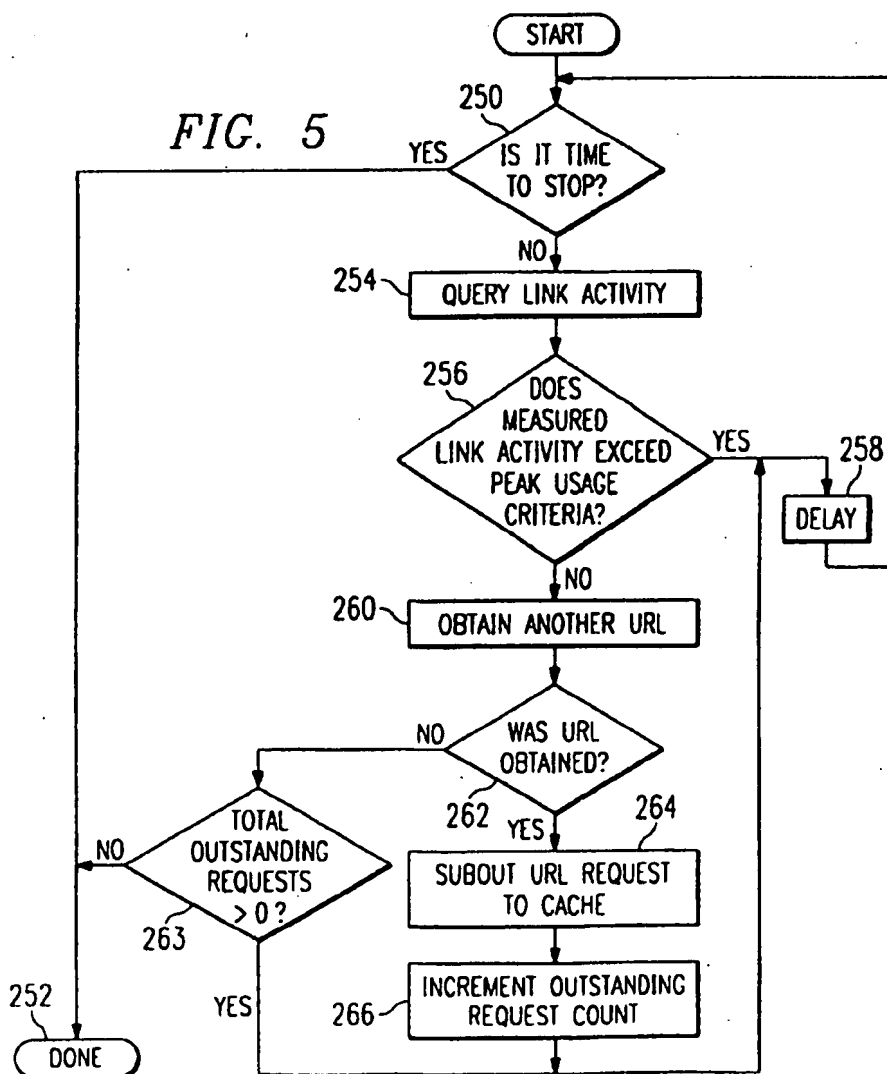 START
FIG. 5
250
YES
IS IT TIME
TO STOP?
NO
254
QUERY LINK ACTIVITY
256
DOES
MEASURED
LINK ACTIVITY EXCEED
PEAK USAGE
CRITERIA?
YES
258
DELAY
NO
260
OBTAIN ANOTHER URL
NO
WAS URL
OBTAINED?
262
YES
264
TOTAL
OUTSTANDING
REQUESTS
> 0?
NO
263
SUBOUT URL REQUEST
TO CACHE
252
YES
266
INCREMENT OUTSTANDING
REQUEST COUNT
DONE